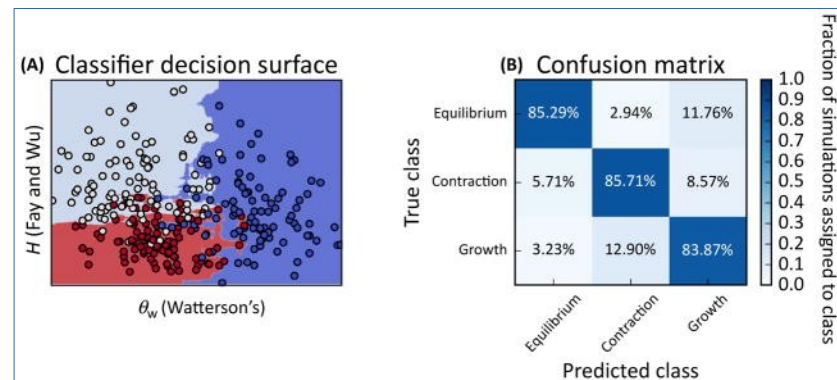 (A) Classifier decision surface
H (Fay and Wu)
θw (Watterson's)
(B) Confusion matrix
True class
Equilibrium
85.29%
2.94%
11.76%
Contraction
5.71%
85.71%
8.57%
Growth
3.23%
12.90%
83.87%
Equilibrium
Contraction
Growth
Predicted class
1.0
0.9
0.8
0.7
0.6
0.5
0.4
0.3
0.2
0.1
0.0
Fraction of simulations assigned to class